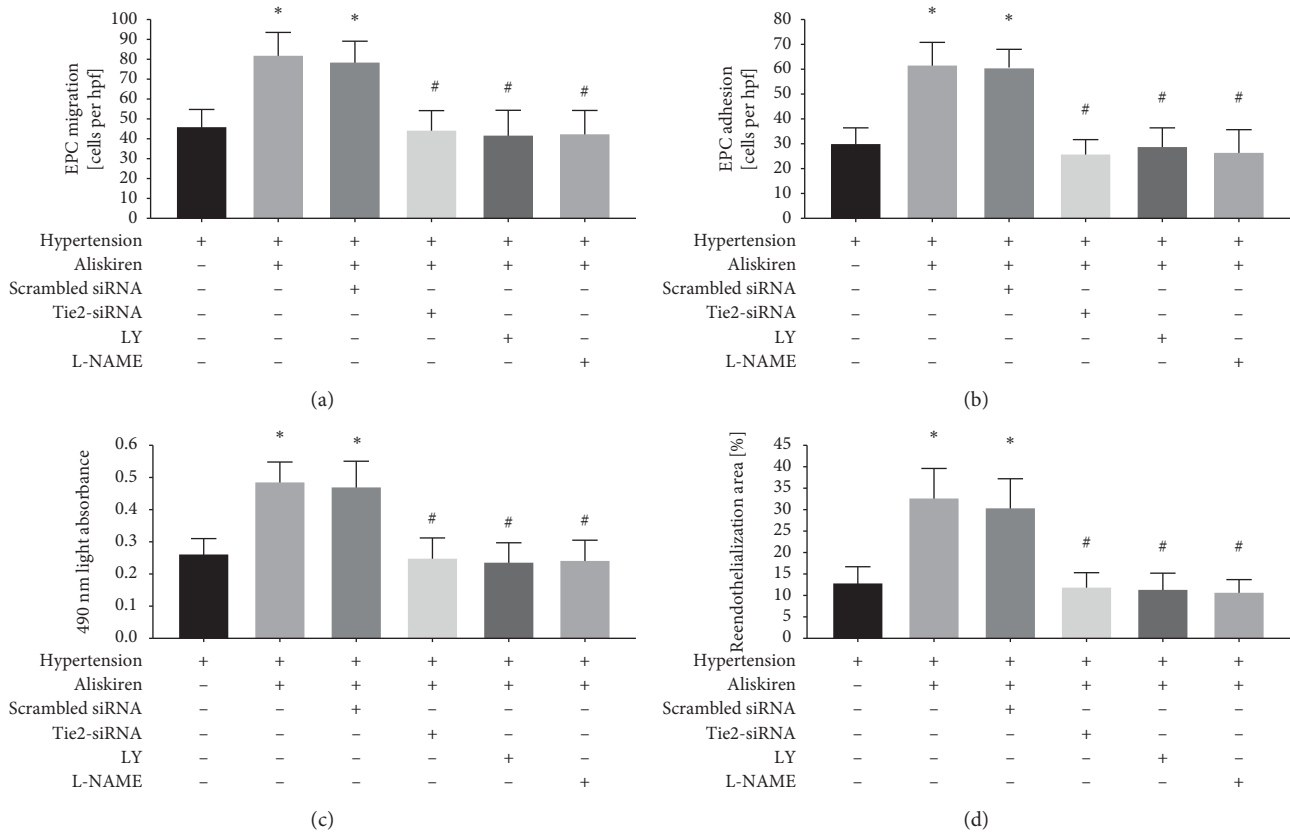 EPC migration
[cells per hpf]
100
90
80
70
60
50
40
30
20
10
0
* * # # #
Hypertension + + + + + +
Aliskiren – + + + + +
Scrambled siRNA – – + – – –
Tie2-siRNA – – – + – –
LY – – – – + –
L-NAME – – – – – +
(a)
EPC adhesion
[cells per hpf]
80
70
60
50
40
30
20
10
0
* * # # #
Hypertension + + + + + +
Aliskiren – + + + + +
Scrambled siRNA – – + – – –
Tie2-siRNA – – – + – –
LY – – – – + –
L-NAME – – – – – +
(b)
490 nm light absorbance
0.6
0.5
0.4
0.3
0.2
0.1
0.0
* * # # #
Hypertension + + + + + +
Aliskiren – + + + + +
Scrambled siRNA – – + – – –
Tie2-siRNA – – – + – –
LY – – – – + –
L-NAME – – – – – +
(c)
Reendothelialization area [%]
45
40
35
30
25
20
15
10
5
0
* * # # #
Hypertension + + + + + +
Aliskiren – + + + + +
Scrambled siRNA – – + – – –
Tie2-siRNA – – – + – –
LY – – – – + –
L-NAME – – – – – +
(d)